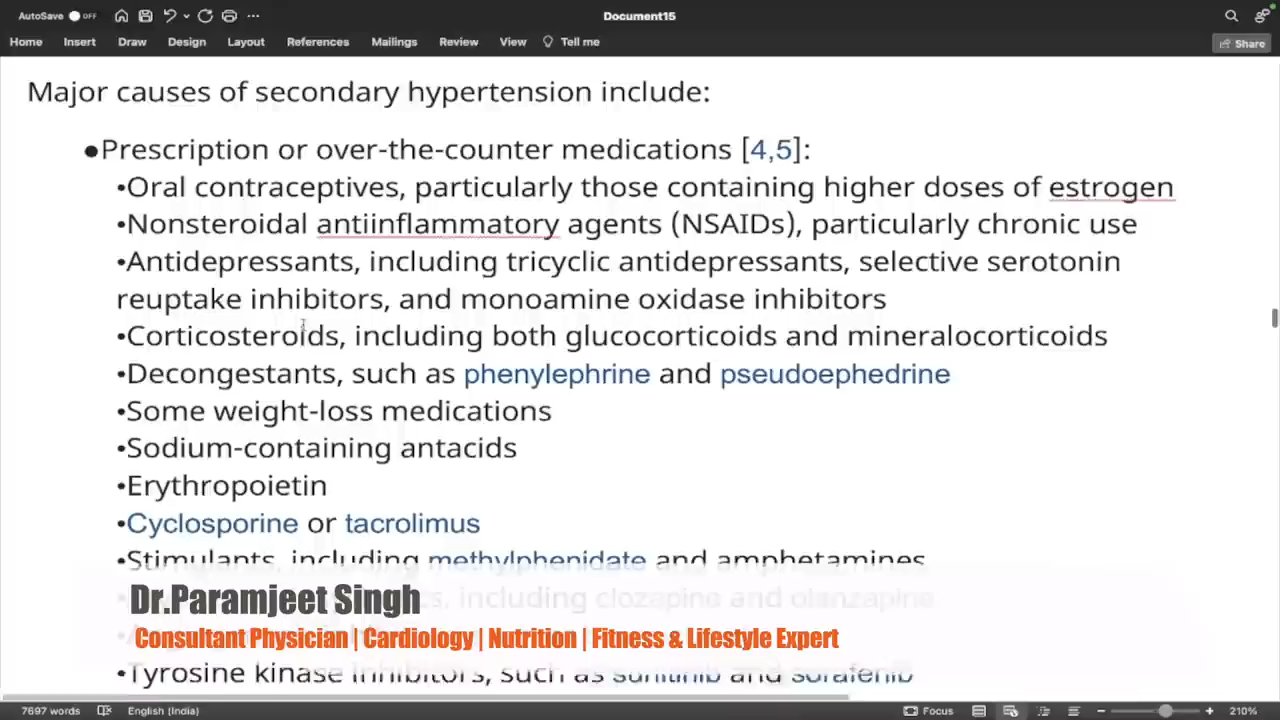 AutoSave OFF
Document15
Home Insert Draw Design Layout References Mailings Review View Tell me
Share
Major causes of secondary hypertension include:
●Prescription or over-the-counter medications [4,5]:
•Oral contraceptives, particularly those containing higher doses of estrogen
•Nonsteroidal antiinflammatory agents (NSAIDs), particularly chronic use
•Antidepressants, including tricyclic antidepressants, selective serotonin
reuptake inhibitors, and monoamine oxidase inhibitors
•Corticosteroids, including both glucocorticoids and mineralocorticoids
•Decongestants, such as phenylephrine and pseudoephedrine
•Some weight-loss medications
•Sodium-containing antacids
•Erythropoietin
•Cyclosporine or tacrolimus
•Stimulants, including methylphenidate and amphetamines
including clozapine and olanzapine
Dr.Paramjeet Singh
Consultant Physician | Cardiology | Nutrition | Fitness & Lifestyle Expert
•Tyrosine kinase inhibitors, such as sunitinib and sorafenib
7697 words English (India) Focus 210%